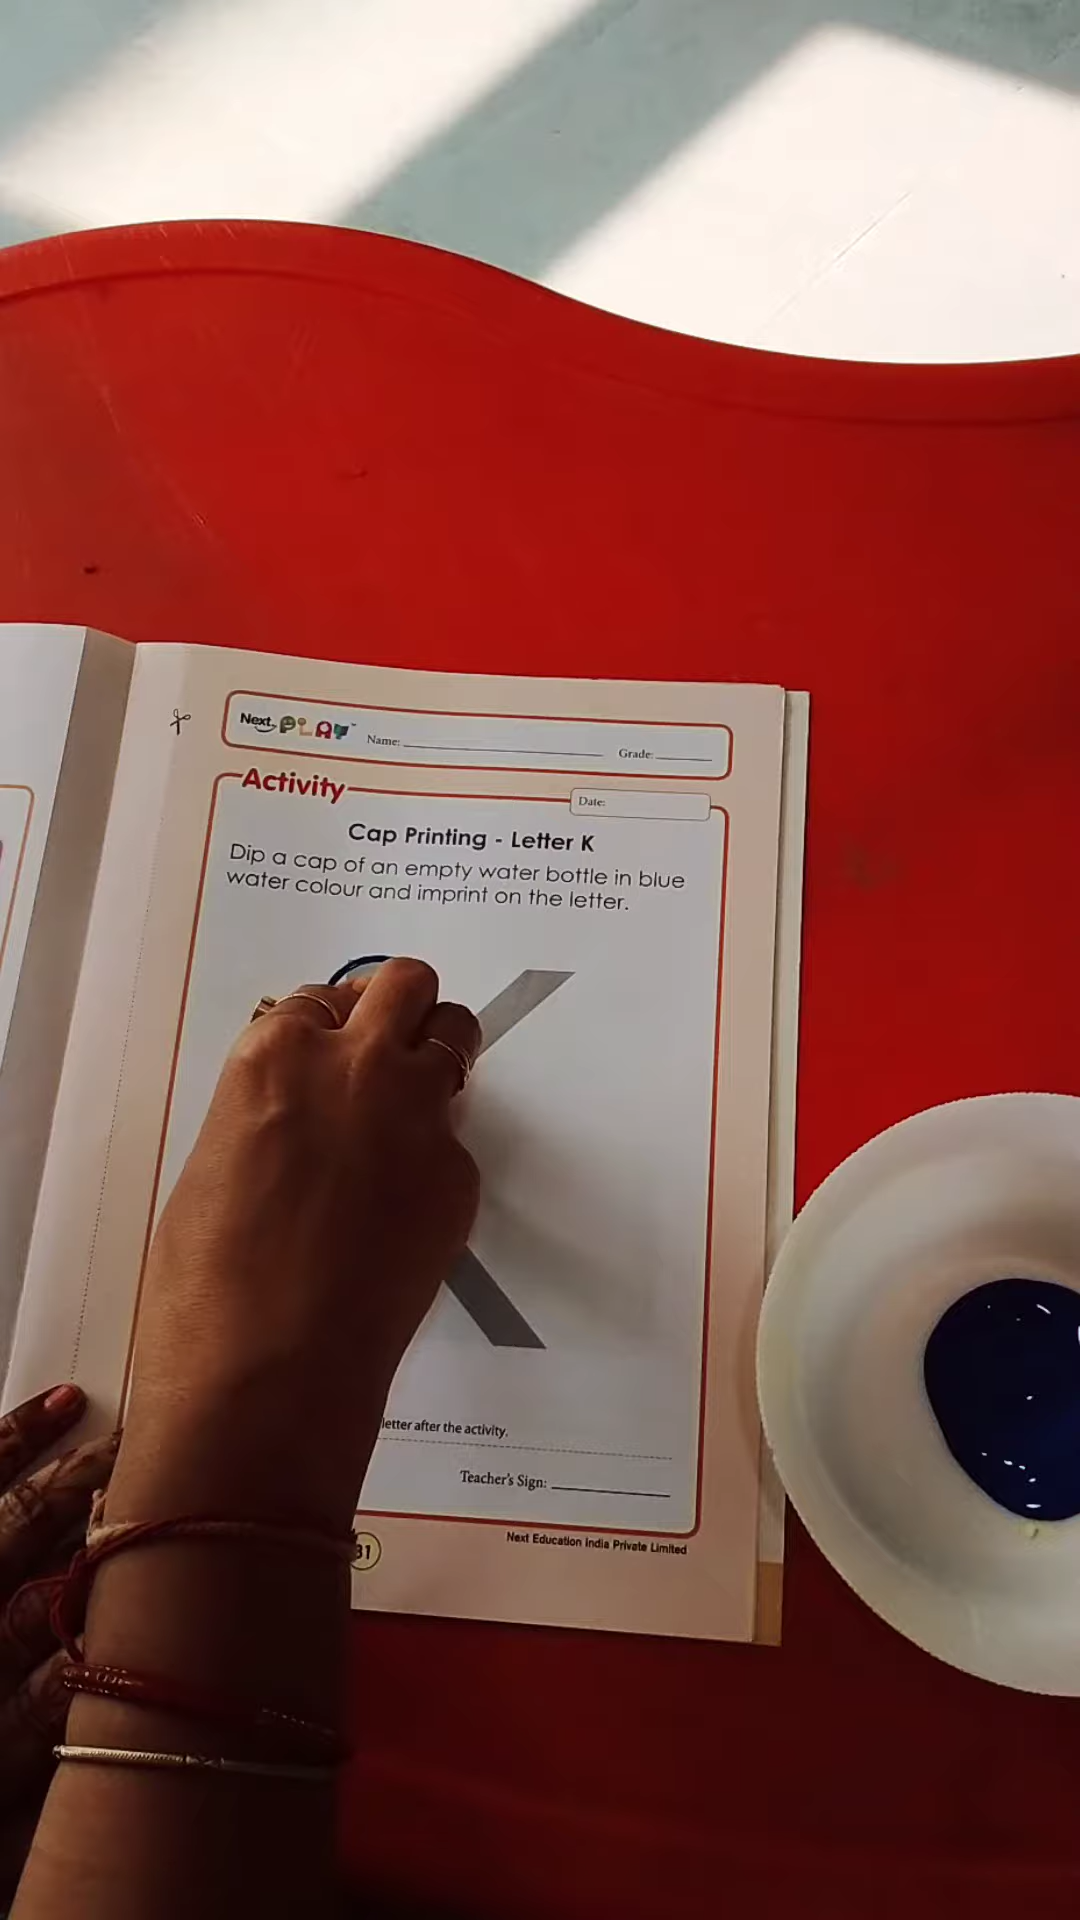 Next PLAY™
Name: Grade:
Activity
Date:
Cap Printing - Letter K
Dip a cap of an empty water bottle in blue
water colour and imprint on the letter.
letter after the activity.
Teacher's Sign:
31
Next Education India Private Limited